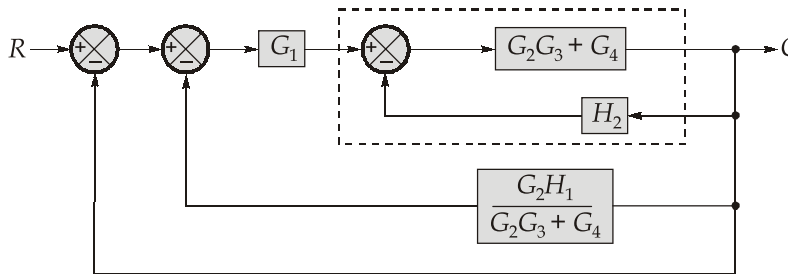 R + − + − G₁ + − G₂G₃ + G₄
H₂
G₂H₁
G₂G₃ + G₄